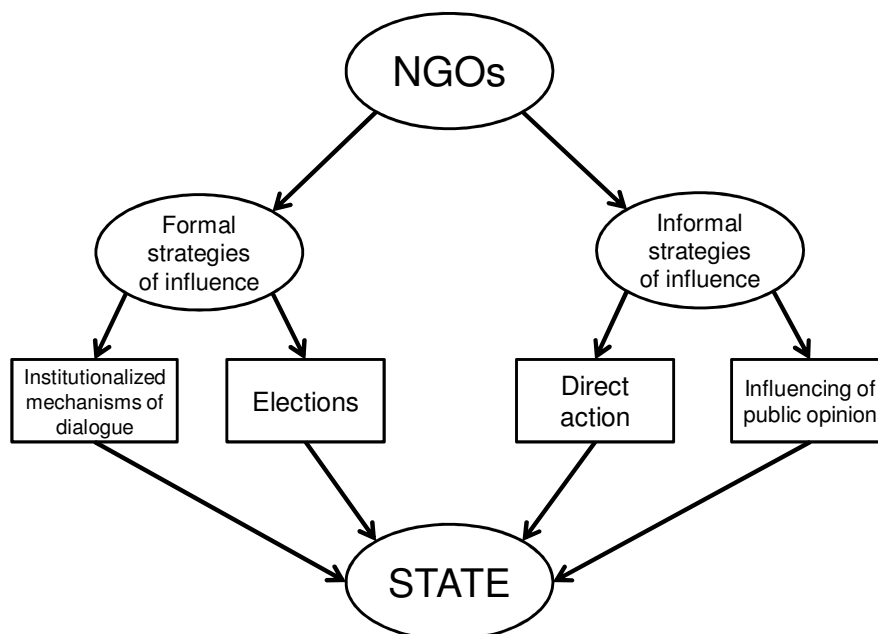 NGOs
Formal
strategies
of influence
Informal
strategies
of influence
Institutionalized
mechanisms of
dialogue
Elections
Direct
action
Influencing of
public opinion
STATE